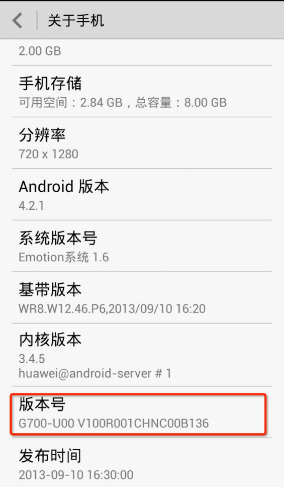 关于手机
2.00 GB
手机存储
可用空间：2.84 GB，总容量：8.00 GB
分辨率
720 x 1280
Android 版本
4.2.1
系统版本号
Emotion系统 1.6
基带版本
WR8.W12.46.P6,2013/09/10 16:20
内核版本
3.4.5
huawei@android-server # 1
版本号
G700-U00 V100R001CHNC00B136
发布时间
2013-09-10 16:30:00